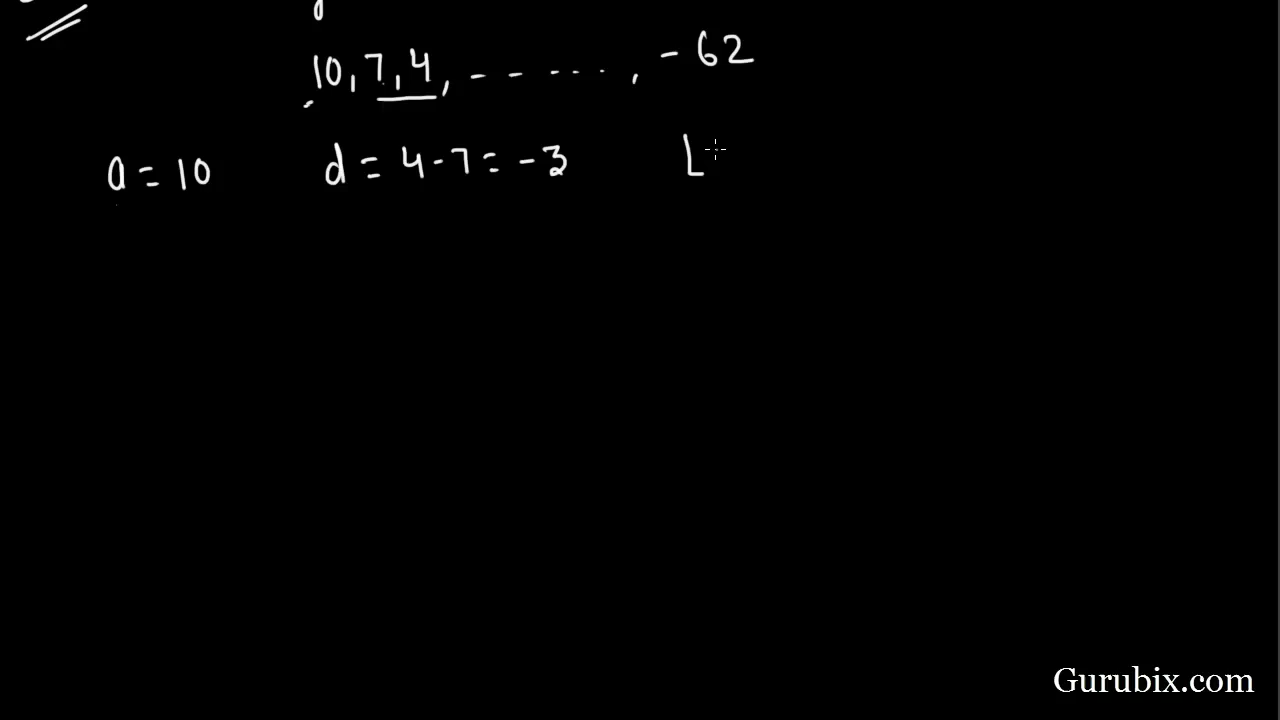 10, 7, 4, - - ...., - 62
a = 10 d = 4 - 7 = - 3 L
Gurubix.com